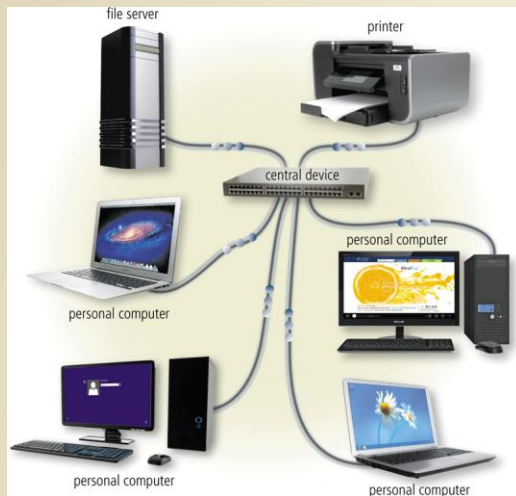 file server
printer
central device
personal computer
personal computer
personal computer
personal computer